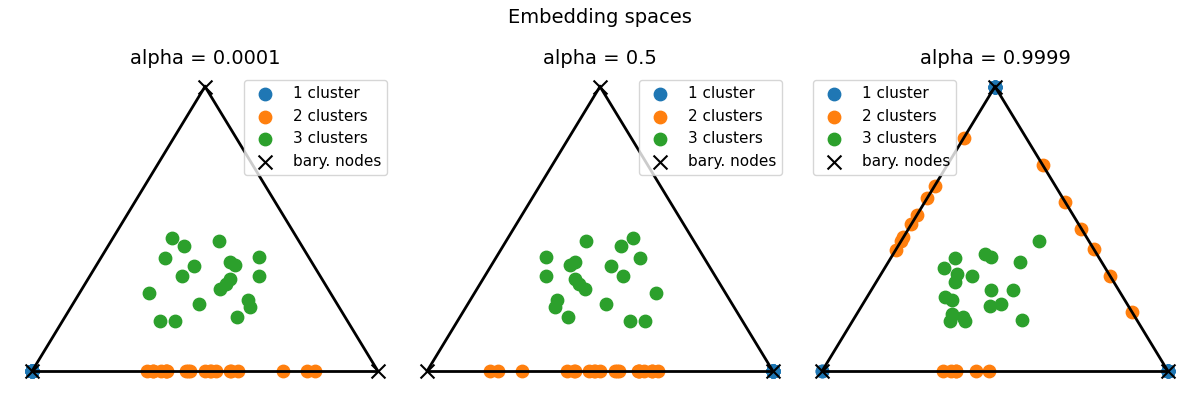 Embedding spaces
alpha = 0.0001
1 cluster
2 clusters
3 clusters
bary. nodes
alpha = 0.5
1 cluster
2 clusters
3 clusters
bary. nodes
alpha = 0.9999
1 cluster
2 clusters
3 clusters
bary. nodes